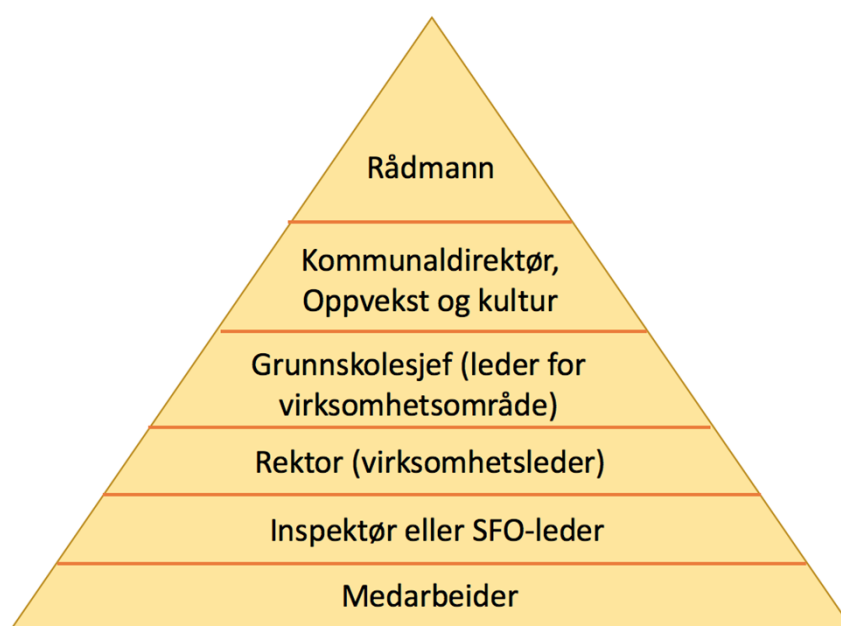 Rådmann
Kommunaldirektør,
Oppvekst og kultur
Grunnskolesjef (leder for
virksomhetsområde)
Rektor (virksomhetsleder)
Inspektør eller SFO-leder
Medarbeider